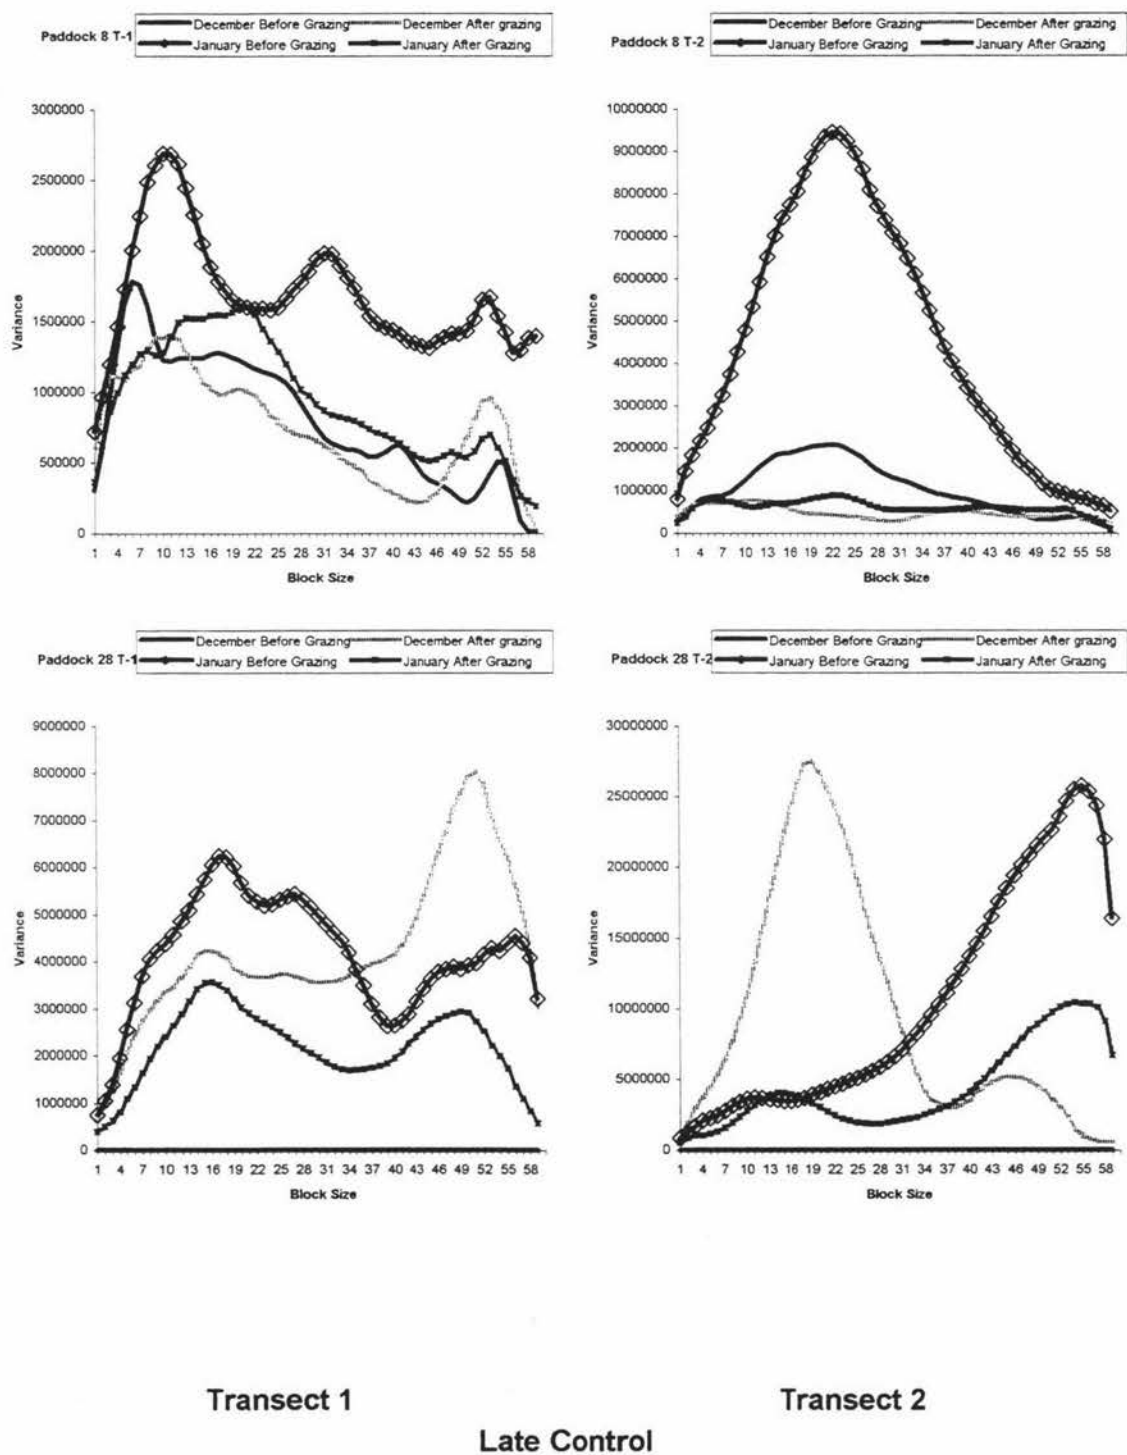 Paddock 8 T-1
December Before Grazing December After grazing
January Before Grazing January After Grazing
Variance
3000000
2500000
2000000
1500000
1000000
500000
0
1 4 7 10 13 16 19 22 25 28 31 34 37 40 43 46 49 52 55 58
Block Size
Paddock 8 T-2
December Before Grazing December After grazing
January Before Grazing January After Grazing
Variance
10000000
9000000
8000000
7000000
6000000
5000000
4000000
3000000
2000000
1000000
0
1 4 7 10 13 16 19 22 25 28 31 34 37 40 43 46 49 52 55 58
Block Size
Paddock 28 T-1
December Before Grazing December After grazing
January Before Grazing January After Grazing
Variance
9000000
8000000
7000000
6000000
5000000
4000000
3000000
2000000
1000000
0
1 4 7 10 13 16 19 22 25 28 31 34 37 40 43 46 49 52 55 58
Block Size
Paddock 28 T-2
December Before Grazing December After grazing
January Before Grazing January After Grazing
Variance
30000000
25000000
20000000
15000000
10000000
5000000
0
1 4 7 10 13 16 19 22 25 28 31 34 37 40 43 46 49 52 55 58
Block Size
Transect 1 Transect 2
Late Control